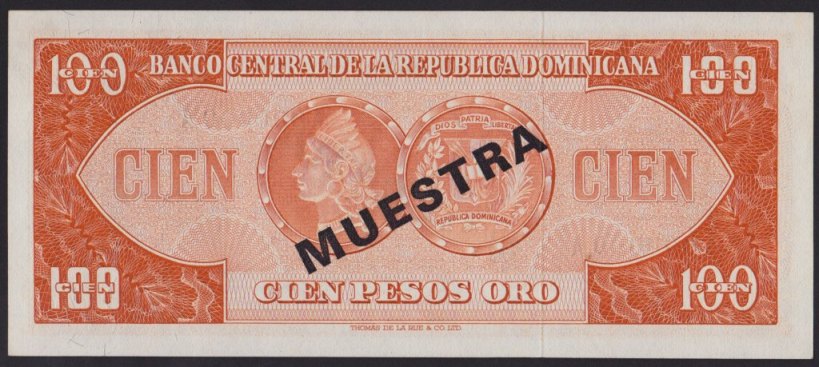 100
CIEN
BANCO CENTRAL DE LA REPUBLICA DOMINICANA
100
CIEN
CIEN
DIOS PATRIA LIBERTAD
REPUBLICA DOMINICANA
CIEN
MUESTRA
100
CIEN
CIEN PESOS ORO
100
CIEN
THOMAS DE LA RUE & CO. LTD.